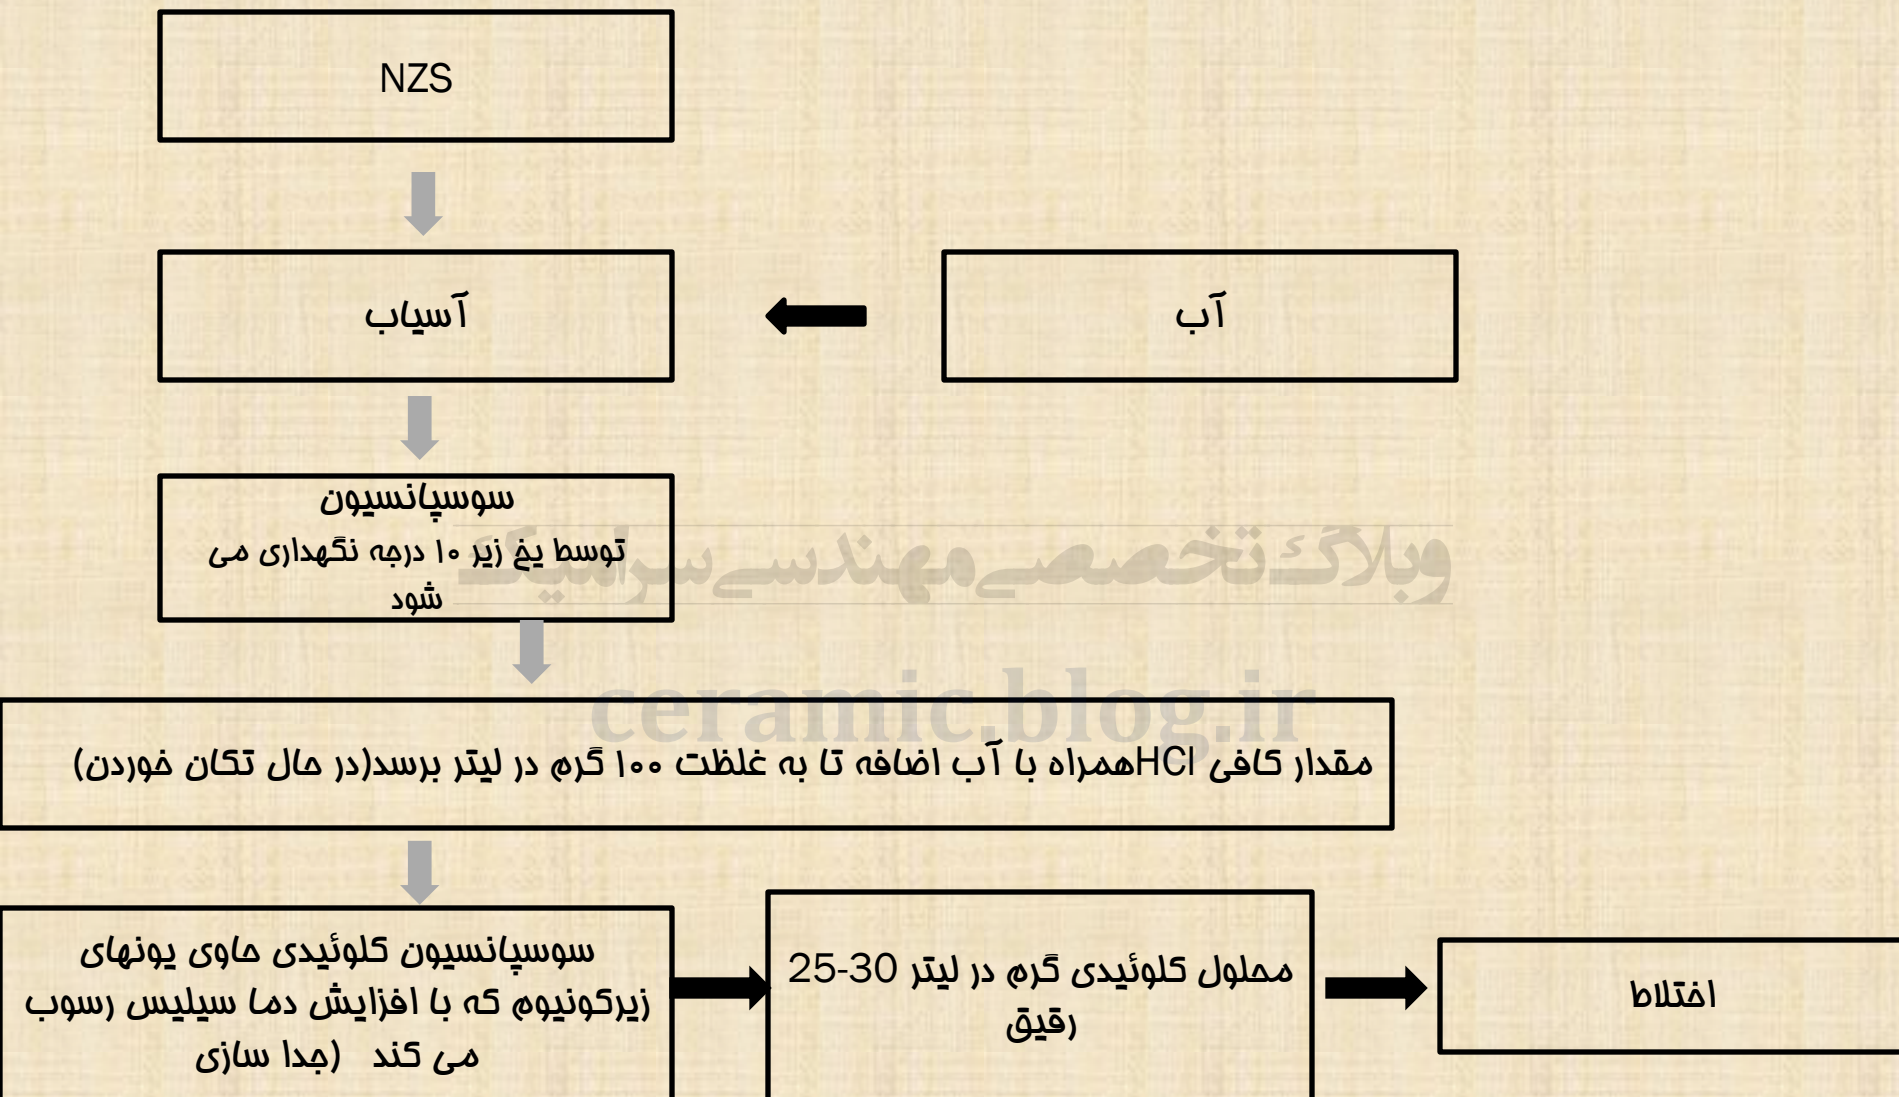 NZS
آسیاب
آب
سوسپانسیون
توسط یخ زیر ۱۰ درجه نگهداری می
شود
وبلاگ تخصصی مهندسی سرامیک
ceramic.blog.ir
مقدار کافی HClهمراه با آب اضافه تا به غلظت ۱۰۰ گرم در لیتر برسد(در حال تکان خوردن)
سوسپانسیون کلوئیدی حاوی یونهای
زیرکونیوم که با افزایش دما سیلیس رسوب
می کند (جدا سازی
محلول کلوئیدی گرم در لیتر 30-25
رقیق
اختلاط